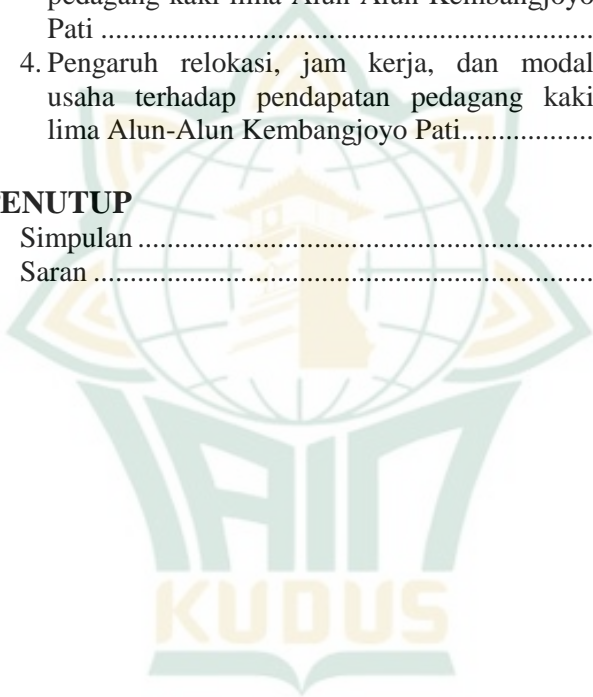 pedagang kaki lima Alun-Alun Kembangjoyo
Pati ...........................................................
4. Pengaruh relokasi, jam kerja, dan modal
usaha terhadap pendapatan pedagang kaki
lima Alun-Alun Kembangjoyo Pati.................
ENUTUP
Simpulan ......................................................
Saran ............................................................
IAIN
KUDUS